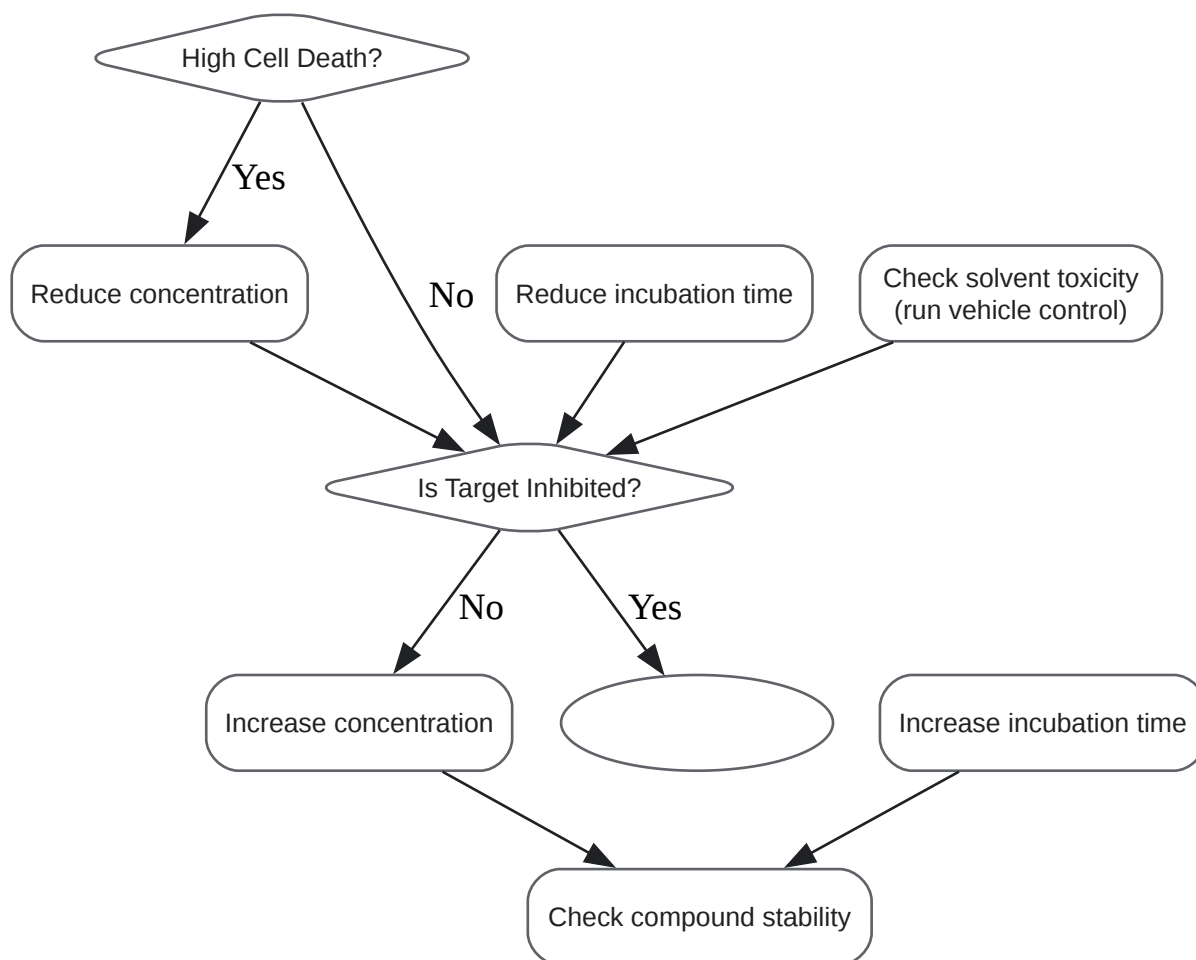 High Cell Death?
Yes
No
Reduce concentration
Reduce incubation time
Check solvent toxicity
(run vehicle control)
Is Target Inhibited?
No
Yes
Increase concentration
Increase incubation time
Check compound stability